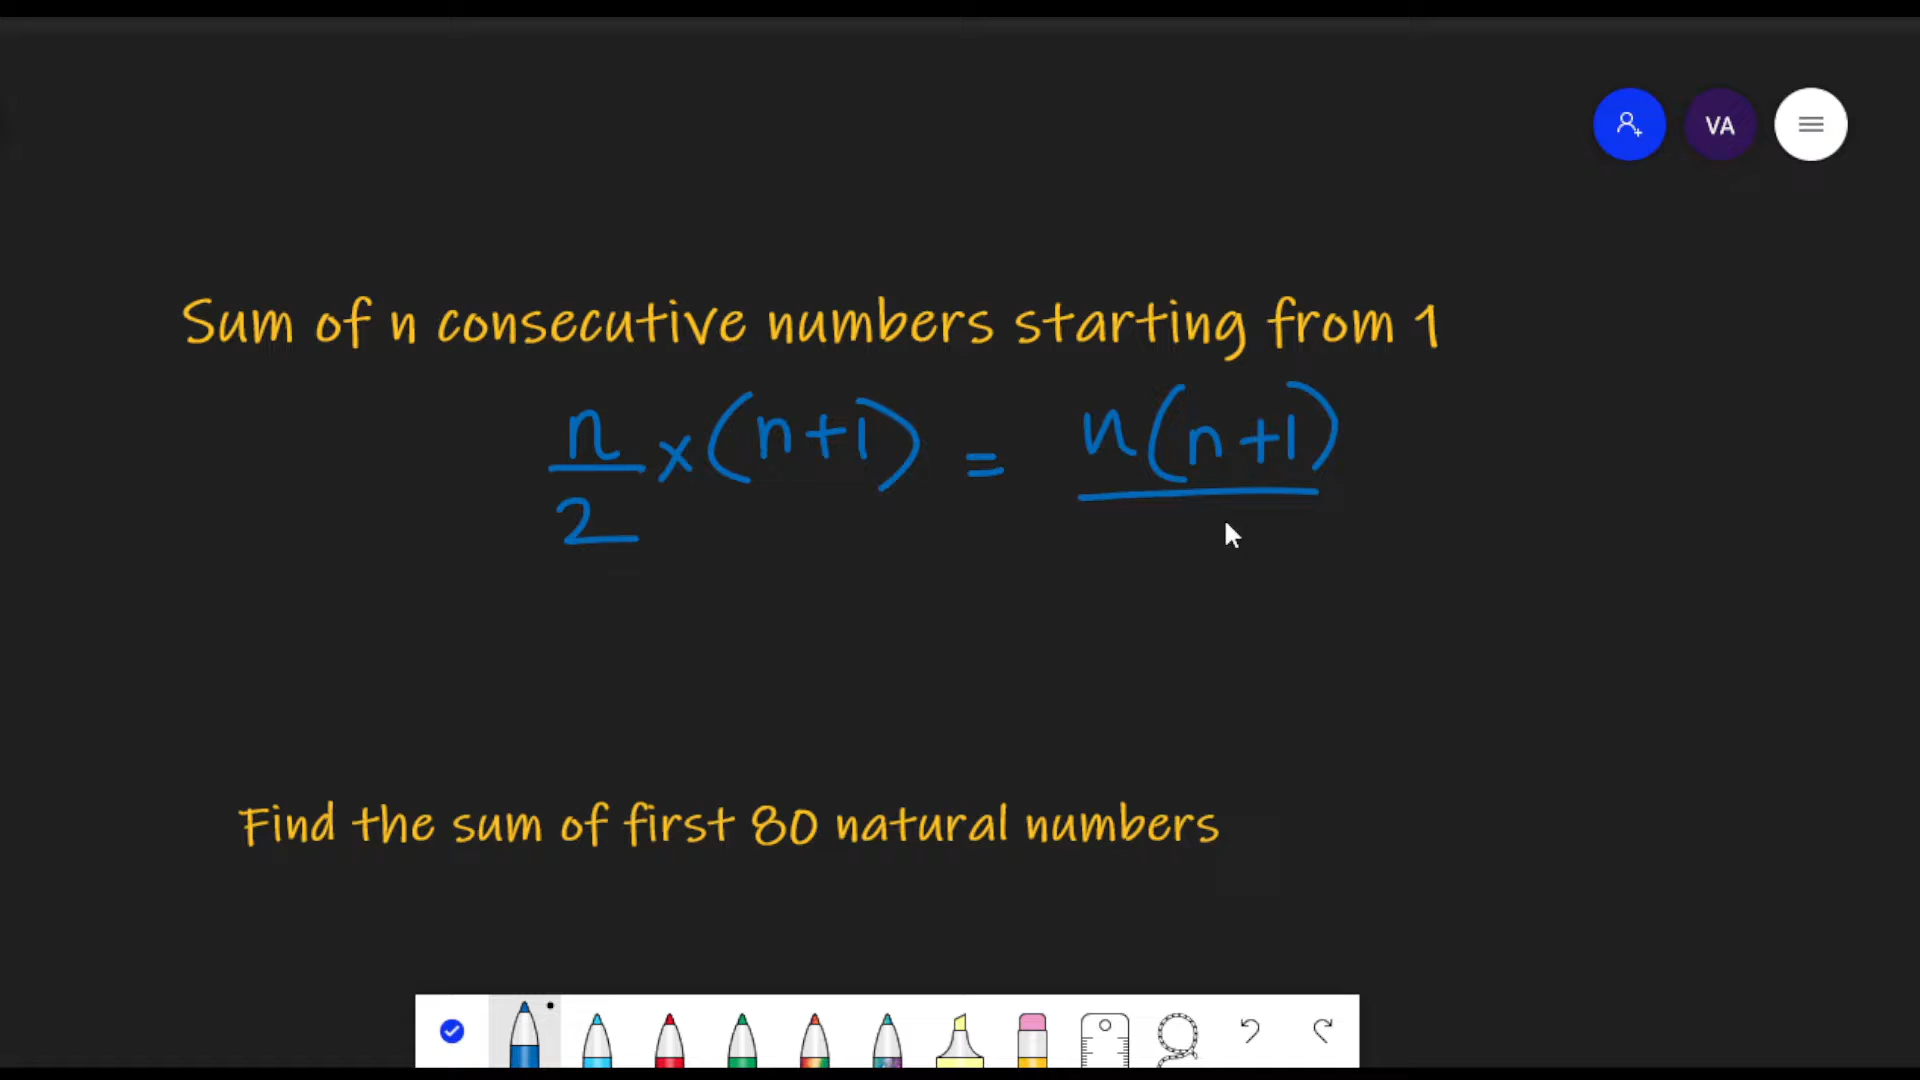 VA
Sum of n consecutive numbers starting from 1
n/2 × (n+1) = n(n+1)/
Find the sum of first 80 natural numbers